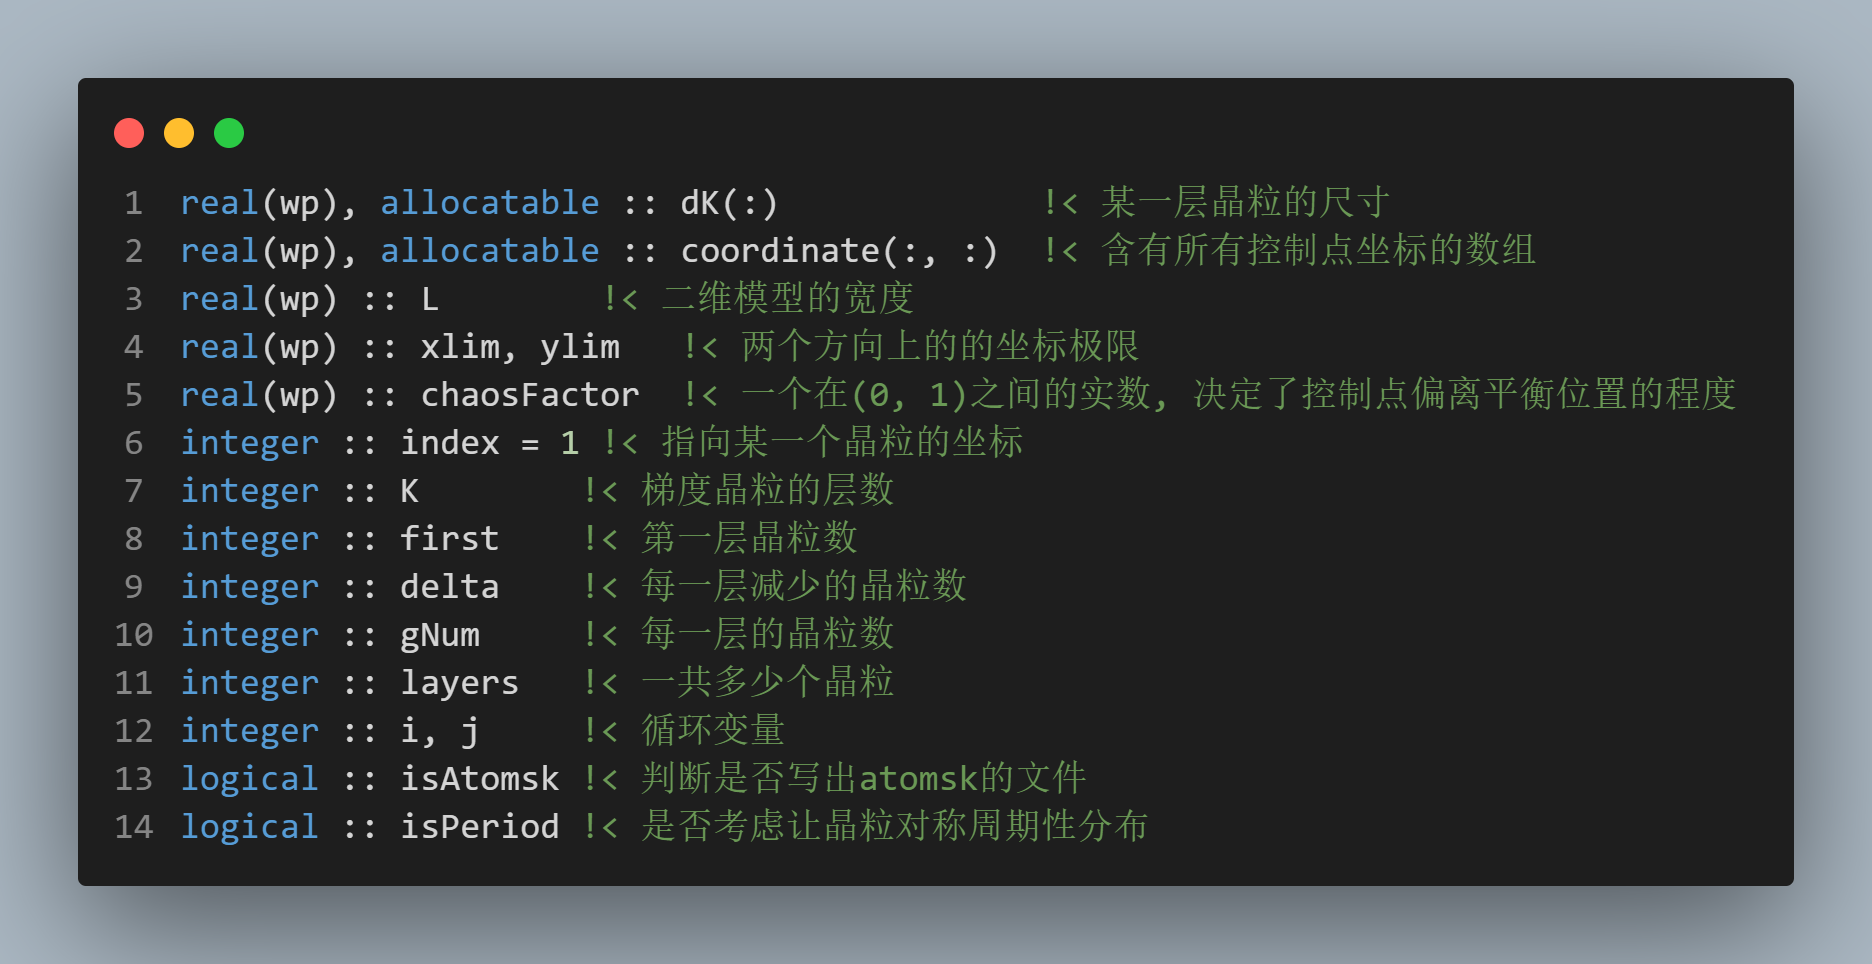 1 real(wp), allocatable :: dK(:)             !< 某一层晶粒的尺寸
2 real(wp), allocatable :: coordinate(:, :)  !< 含有所有控制点坐标的数组
3 real(wp) :: L        !< 二维模型的宽度
4 real(wp) :: xlim, ylim   !< 两个方向上的的坐标极限
5 real(wp) :: chaosFactor  !< 一个在(0, 1)之间的实数, 决定了控制点偏离平衡位置的程度
6 integer :: index = 1 !< 指向某一个晶粒的坐标
7 integer :: K        !< 梯度晶粒的层数
8 integer :: first    !< 第一层晶粒数
9 integer :: delta    !< 每一层减少的晶粒数
10 integer :: gNum     !< 每一层的晶粒数
11 integer :: layers   !< 一共多少个晶粒
12 integer :: i, j     !< 循环变量
13 logical :: isAtomsk !< 判断是否写出atomsk的文件
14 logical :: isPeriod !< 是否考虑让晶粒对称周期性分布